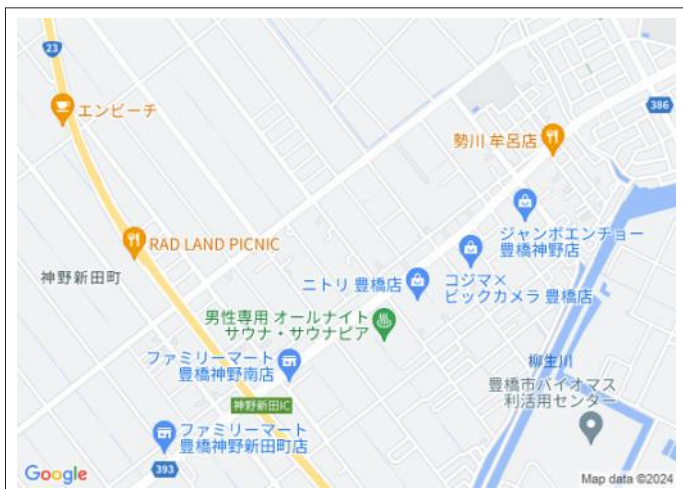 23
エンビーチ
386
勢川 牟呂店
ジャンボエンチョー
豊橋神野店
RAD LAND PICNIC
神野新田町
コジマ×
ビックカメラ 豊橋店
ニトリ 豊橋店
男性専用 オールナイト
サウナ・サウナピア
ファミリーマート
豊橋神野南店
柳生川
豊橋市バイオマス
利活用センター
神野新田IC
ファミリーマート
豊橋神野新田町店
393
Google
Map data ©2024